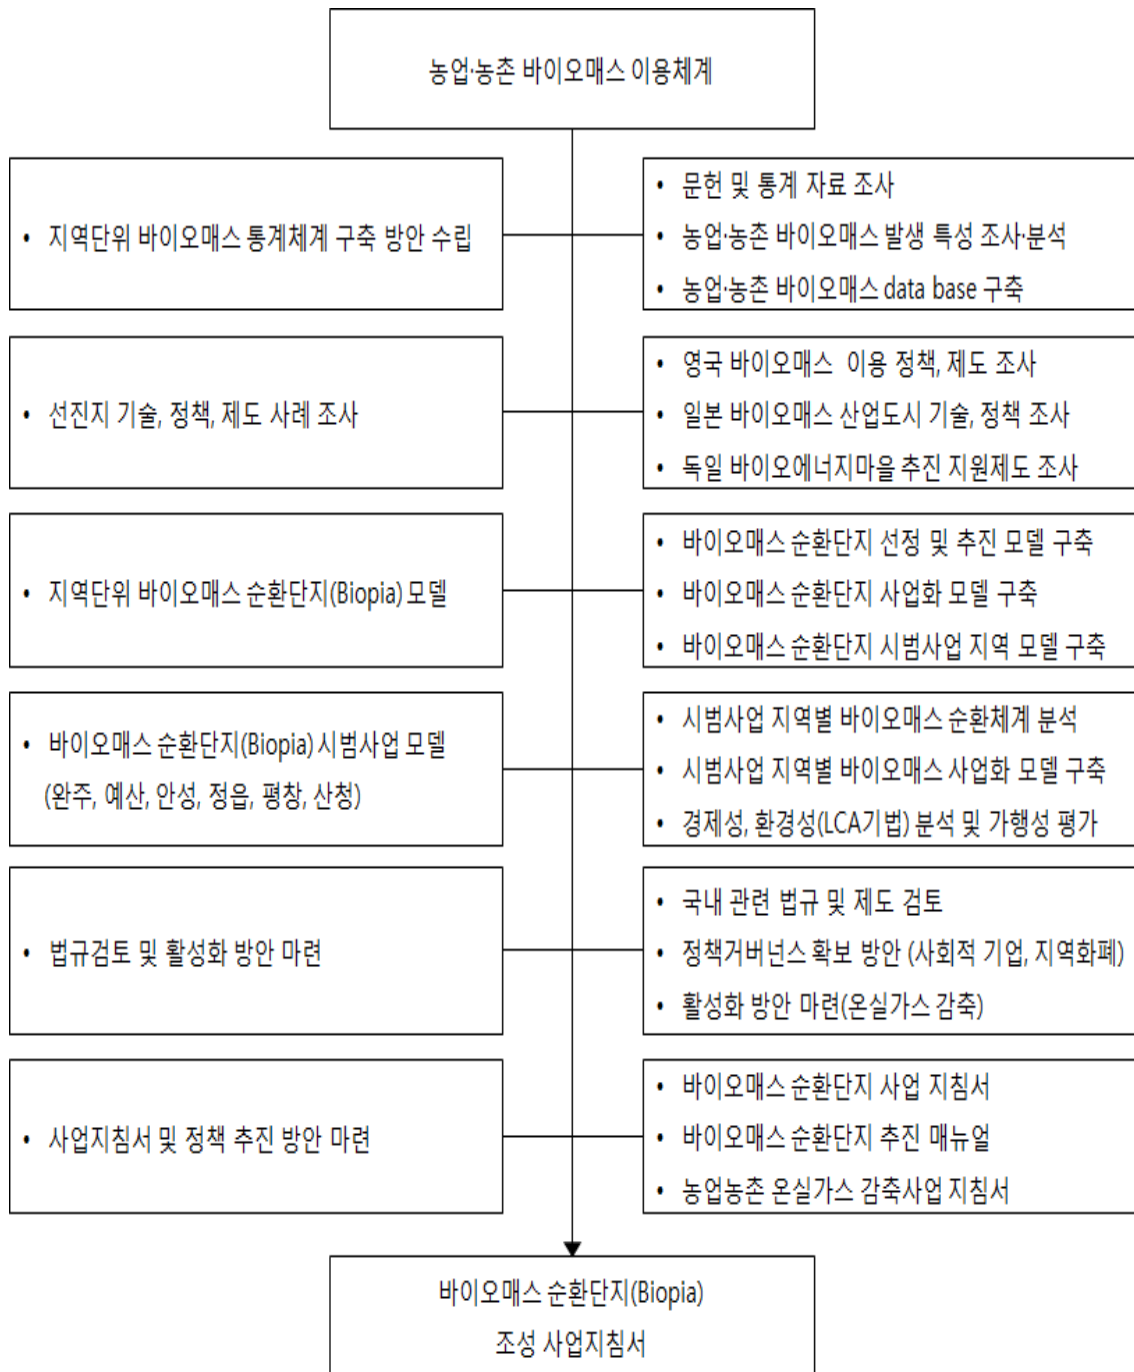 농업·농촌 바이오매스 이용체계
• 지역단위 바이오매스 통계체계 구축 방안 수립
• 문헌 및 통계 자료 조사
• 농업·농촌 바이오매스 발생 특성 조사·분석
• 농업·농촌 바이오매스 data base 구축
• 선진지 기술, 정책, 제도 사례 조사
• 영국 바이오매스 이용 정책, 제도 조사
• 일본 바이오매스 산업도시 기술, 정책 조사
• 독일 바이오에너지마을 추진 지원제도 조사
• 지역단위 바이오매스 순환단지(Biopia) 모델
• 바이오매스 순환단지 선정 및 추진 모델 구축
• 바이오매스 순환단지 사업화 모델 구축
• 바이오매스 순환단지 시범사업 지역 모델 구축
• 바이오매스 순환단지(Biopia) 시범사업 모델
(완주, 예산, 안성, 정읍, 평창, 산청)
• 시범사업 지역별 바이오매스 순환체계 분석
• 시범사업 지역별 바이오매스 사업화 모델 구축
• 경제성, 환경성(LCA기법) 분석 및 가행성 평가
• 법규검토 및 활성화 방안 마련
• 국내 관련 법규 및 제도 검토
• 정책거버넌스 확보 방안 (사회적 기업, 지역화폐)
• 활성화 방안 마련(온실가스 감축)
• 사업지침서 및 정책 추진 방안 마련
• 바이오매스 순환단지 사업 지침서
• 바이오매스 순환단지 추진 매뉴얼
• 농업농촌 온실가스 감축사업 지침서
바이오매스 순환단지(Biopia)
조성 사업지침서